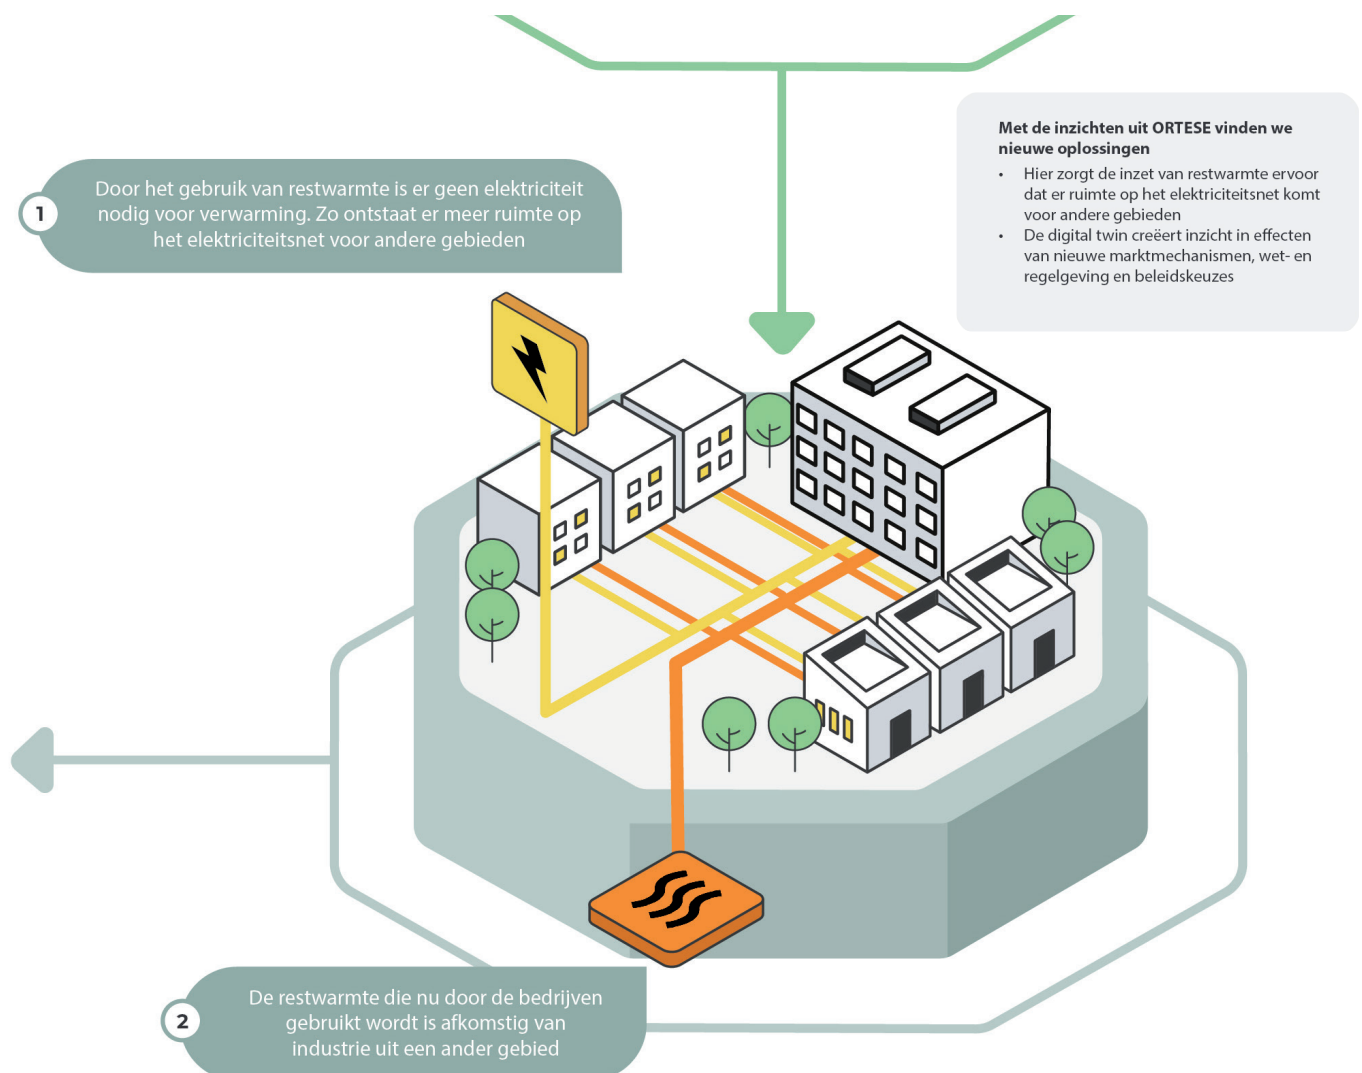 Met de inzichten uit ORTESE vinden we
nieuwe oplossingen
• Hier zorgt de inzet van restwarmte ervoor
dat er ruimte op het elektriciteitsnet komt
voor andere gebieden
• De digital twin creëert inzicht in effecten
van nieuwe marktmechanismen, wet- en
regelgeving en beleidskeuzes
1
Door het gebruik van restwarmte is er geen elektriciteit
nodig voor verwarming. Zo ontstaat er meer ruimte op
het elektriciteitsnet voor andere gebieden
2
De restwarmte die nu door de bedrijven
gebruikt wordt is afkomstig van
industrie uit een ander gebied